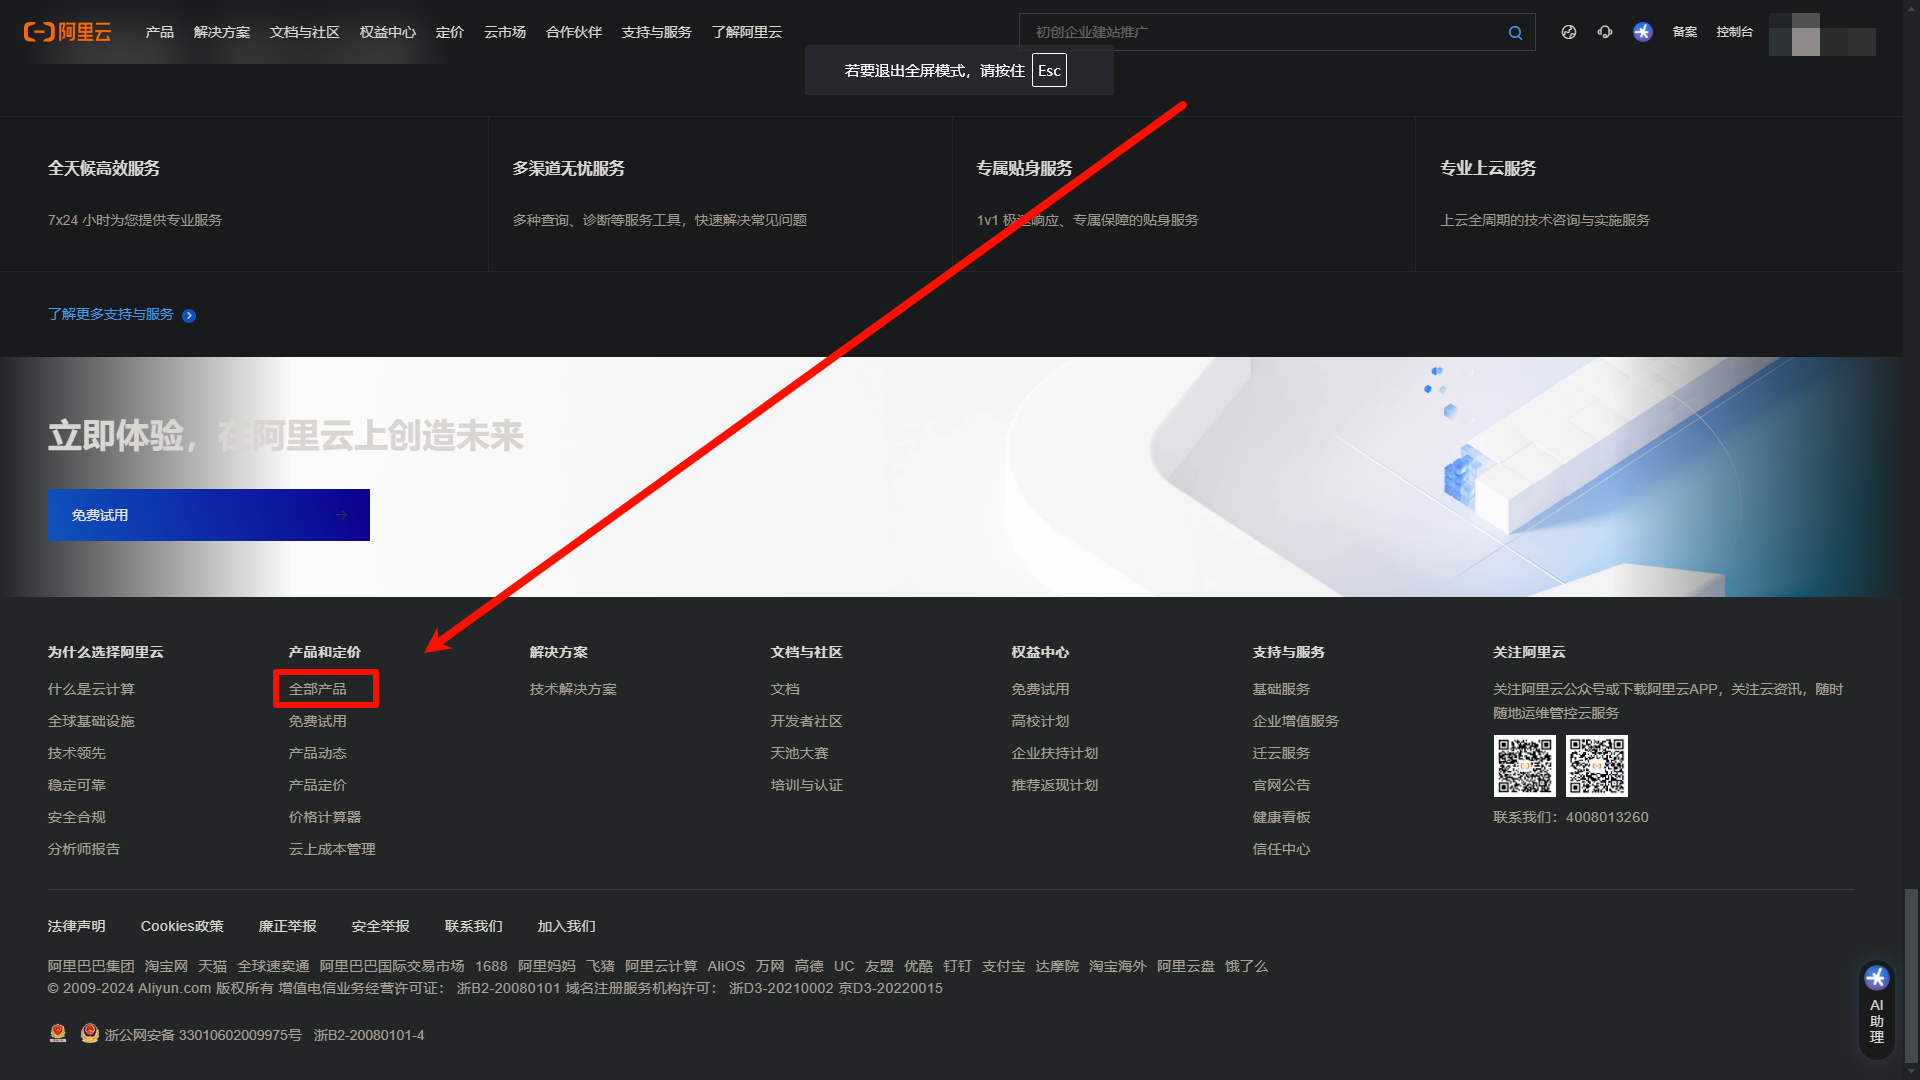 阿里云 产品 解决方案 文档与社区 权益中心 定价 云市场 合作伙伴 支持与服务 了解阿里云 初创企业建站推广 备案 控制台
若要退出全屏模式，请按住 Esc
全天候高效服务 多渠道无忧服务 专属贴身服务 专业上云服务
7x24 小时为您提供专业服务 多种查询、诊断等服务工具，快速解决常见问题 1v1 极速响应、专属保障的贴身服务 上云全周期的技术咨询与实施服务
了解更多支持与服务
立即体验，在阿里云上创造未来
免费试用
为什么选择阿里云 产品和定价 解决方案 文档与社区 权益中心 支持与服务 关注阿里云
什么是云计算 全部产品 技术解决方案 文档 免费试用 基础服务 关注阿里云公众号或下载阿里云APP，关注云资讯，随时
随地运维管控云服务
全球基础设施 免费试用 开发者社区 高校计划 企业增值服务
技术领先 产品动态 天池大赛 企业扶持计划 迁云服务
稳定可靠 产品定价 培训与认证 推荐返现计划 官网公告
安全合规 价格计算器 健康看板 联系我们：4008013260
分析师报告 云上成本管理 信任中心
法律声明 Cookies政策 廉正举报 安全举报 联系我们 加入我们
阿里巴巴集团 淘宝网 天猫 全球速卖通 阿里巴巴国际交易市场 1688 阿里妈妈 飞猪 阿里云计算 AliOS 万网 高德 UC 友盟 优酷 钉钉 支付宝 达摩院 淘宝海外 阿里云盘 饿了么
© 2009-2024 Aliyun.com 版权所有 增值电信业务经营许可证： 浙B2-20080101 域名注册服务机构许可： 浙D3-20210002 京D3-20220015
浙公网安备 33010602009975号 浙B2-20080101-4
AI
助
理